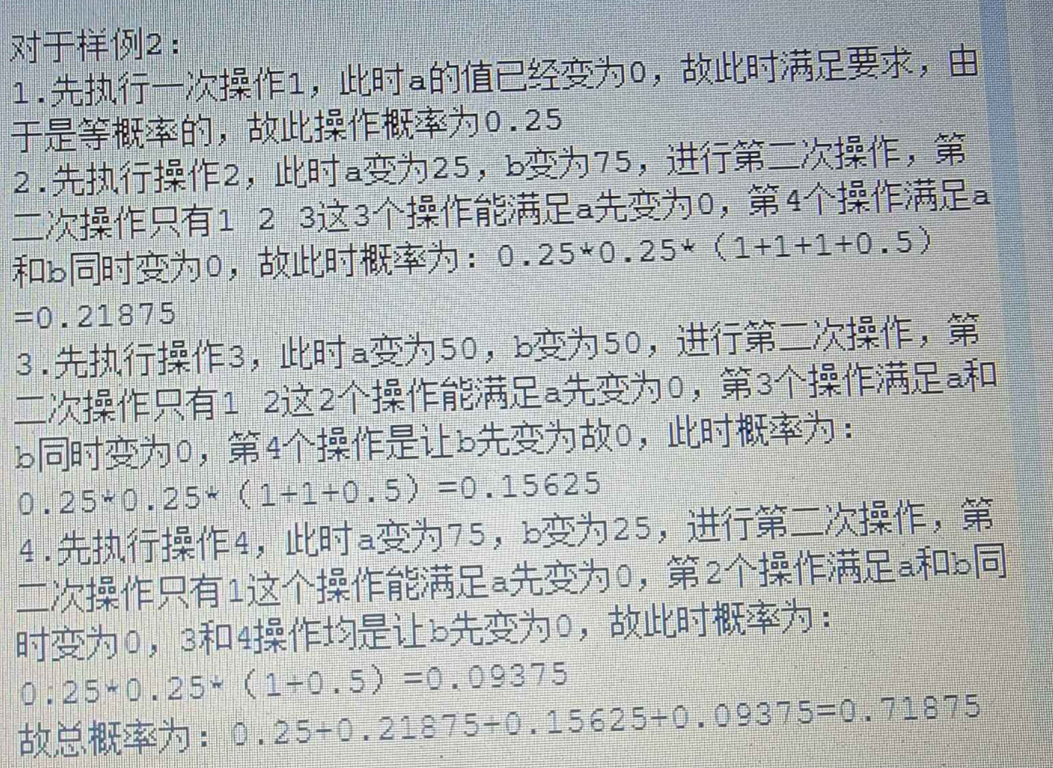 对于样例2：
1.先执行一次操作1，此时a的值已经变为0，故此时满足要求，由
于是等概率的，故此操作概率为0.25
2.先执行操作2，此时a变为25，b变为75，进行第二次操作，第
二次操作只有1 2 3这3个操作能满足a先变为0，第4个操作满足a
和b同时变为0，故此时概率为：0.25*0.25*（1+1+1+0.5）
=0.21875
3.先执行操作3，此时a变为50，b变为50，进行第二次操作，第
二次操作只有1 2这2个操作能满足a先变为0，第3个操作满足a和
b同时变为0，第4个操作是让b先变为故0，此时概率为：
0.25*0.25*（1+1+0.5）=0.15625
4.先执行操作4，此时a变为75，b变为25，进行第二次操作，第
二次操作只有1这个操作能满足a先变为0，第2个操作满足a和b同
时变为0，3和4操作均是让b先变为0，故此时概率为：
0.25*0.25*（1+0.5）=0.09375
故总概率为：0.25+0.21875+0.15625+0.09375=0.71875